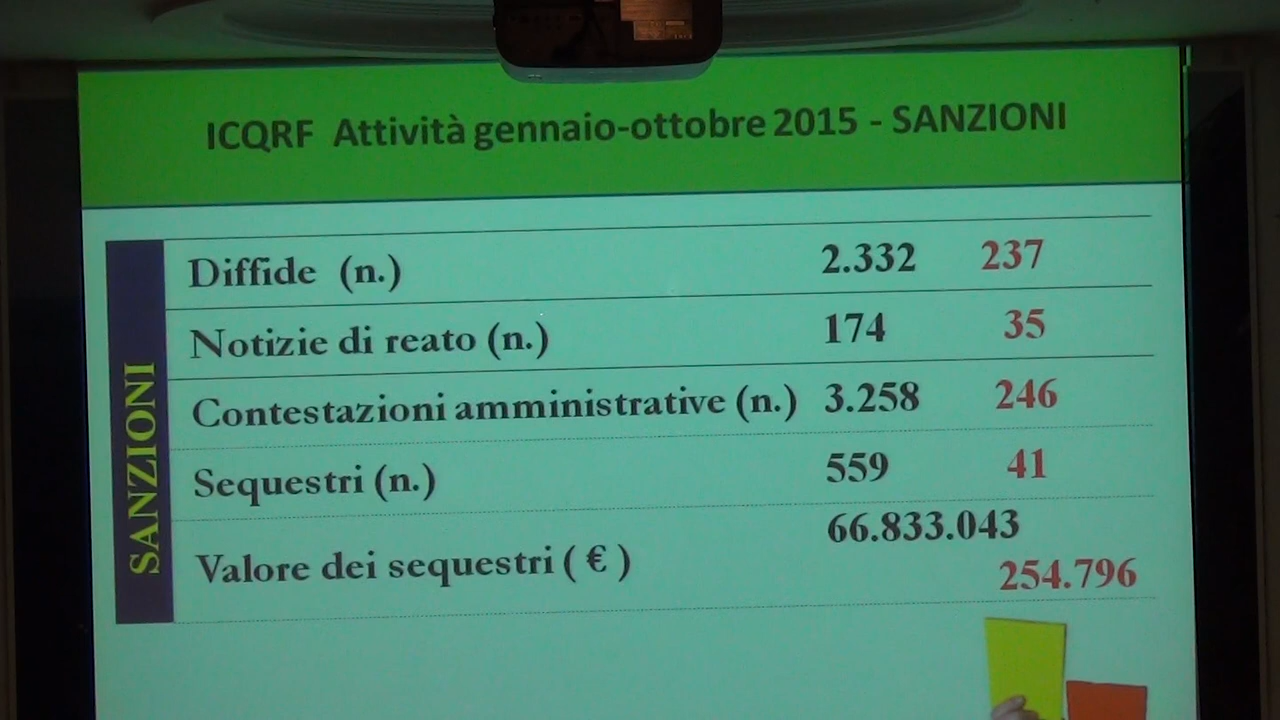 ICQRF Attività gennaio-ottobre 2015 - SANZIONI
SANZIONI
Diffide (n.) 2.332 237
Notizie di reato (n.) 174 35
Contestazioni amministrative (n.) 3.258 246
Sequestri (n.) 559 41
Valore dei sequestri ( € ) 66.833.043
254.796